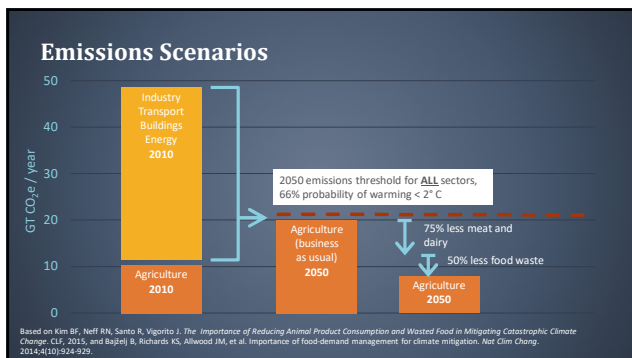 Emissions Scenarios
50
40
30
20
10
0
GT CO₂e / year
Industry
Transport
Buildings
Energy
2010
Agriculture
2010
2050 emissions threshold for ALL sectors,
66% probability of warming < 2° C
Agriculture
(business
as usual)
2050
75% less meat and
dairy
50% less food waste
Agriculture
2050
Based on Kim BF, Neff RN, Santo R, Vigorito J. The Importance of Reducing Animal Product Consumption and Wasted Food in Mitigating Catastrophic Climate
Change. CLF, 2015, and Bajželj B, Richards KS, Allwood JM, et al. Importance of food-demand management for climate mitigation. Nat Clim Chang.
2014;4(10):924-929.